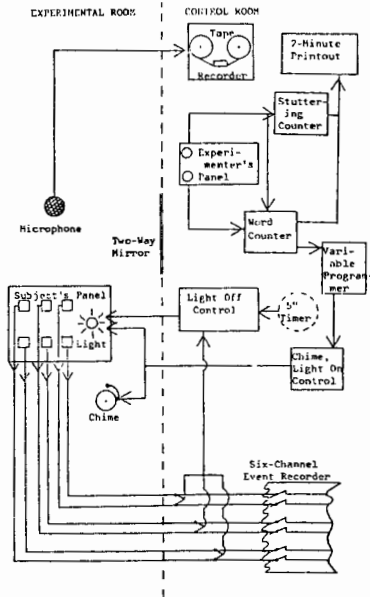 EXPERIMENTAL ROOM
CONTROL ROOM
Tape
Recorder
2-Minute
Printout
Stutter-
ing
Counter
Experi-
menter's
Panel
Microphone
Two-Way
Mirror
Word
Counter
Vari-
able
Program-
mer
Subject's Panel
Light
Light Off
Control
5"
Timer
Chime,
Light On
Control
Chime
Six-Channel
Event Recorder